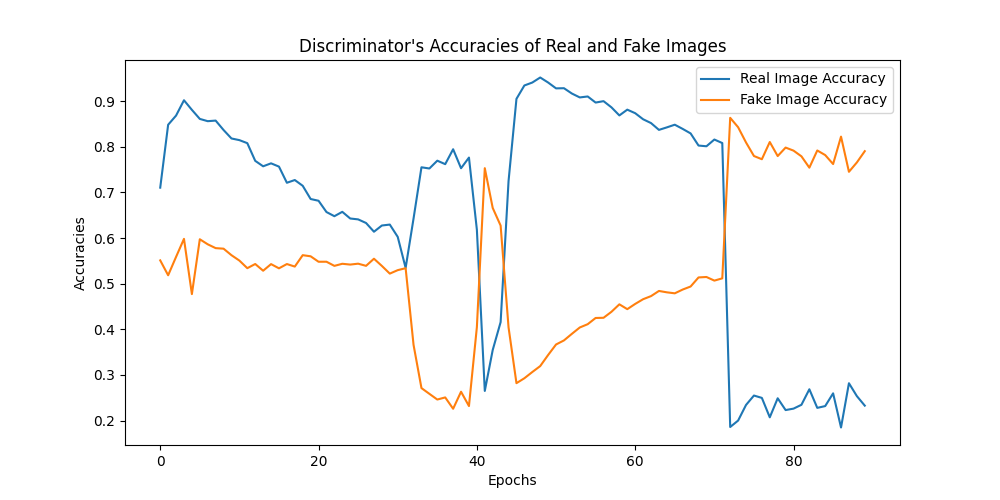 Discriminator's Accuracies of Real and Fake Images
Real Image Accuracy
Fake Image Accuracy
Accuracies
0.9
0.8
0.7
0.6
0.5
0.4
0.3
0.2
0 20 40 60 80
Epochs